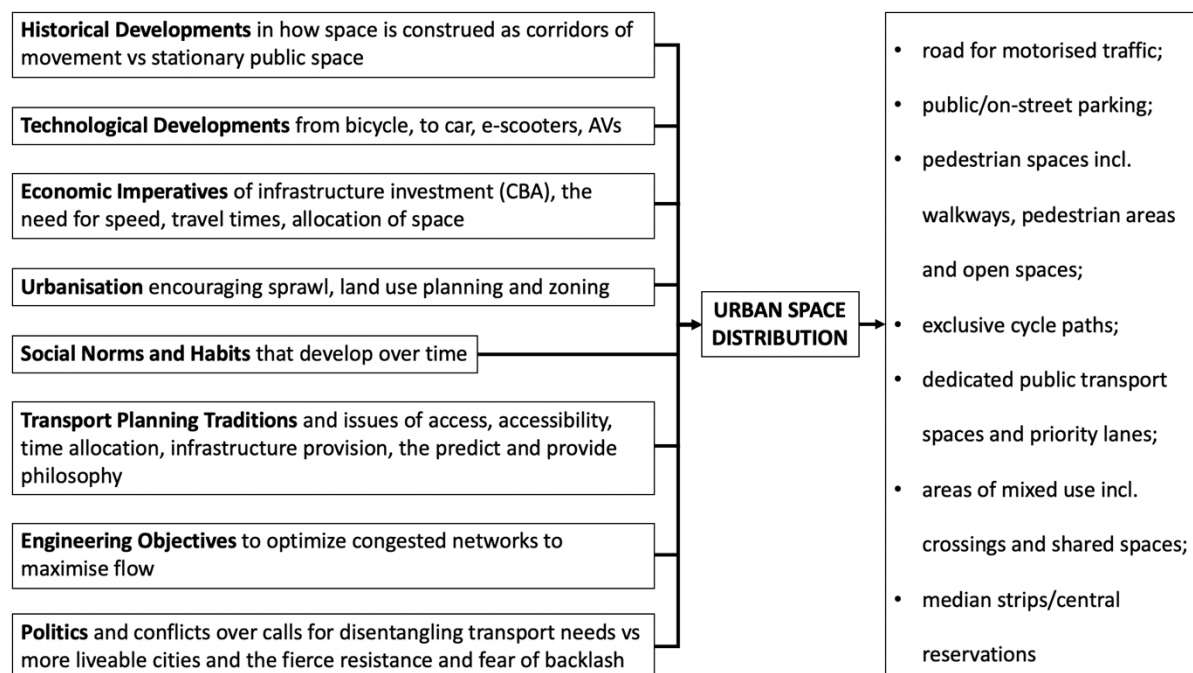 Historical Developments in how space is construed as corridors of
movement vs stationary public space
Technological Developments from bicycle, to car, e-scooters, AVs
Economic Imperatives of infrastructure investment (CBA), the
need for speed, travel times, allocation of space
Urbanisation encouraging sprawl, land use planning and zoning
Social Norms and Habits that develop over time
Transport Planning Traditions and issues of access, accessibility,
time allocation, infrastructure provision, the predict and provide
philosophy
Engineering Objectives to optimize congested networks to
maximise flow
Politics and conflicts over calls for disentangling transport needs vs
more liveable cities and the fierce resistance and fear of backlash
URBAN SPACE
DISTRIBUTION
• road for motorised traffic;
• public/on-street parking;
• pedestrian spaces incl.
walkways, pedestrian areas
and open spaces;
• exclusive cycle paths;
• dedicated public transport
spaces and priority lanes;
• areas of mixed use incl.
crossings and shared spaces;
• median strips/central
reservations